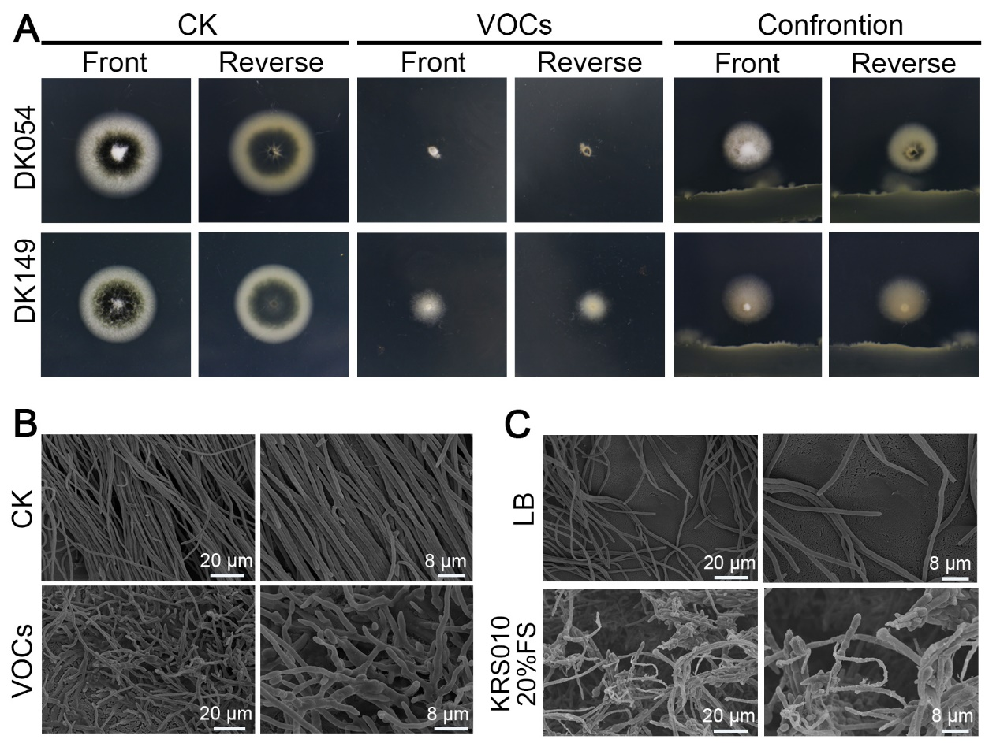 A
CK VOCs Confrontion
Front Reverse Front Reverse Front Reverse
DK054
DK149
B
C
CK
20 µm 8 µm
LB
20 µm 8 µm
VOCs
20 µm 8 µm
KRS010
20%FS
20 µm 8 µm